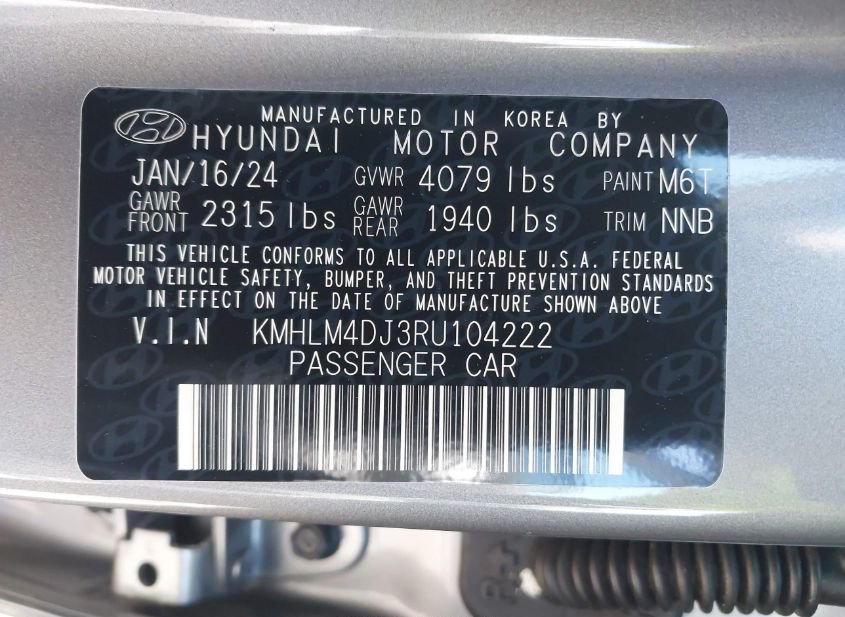 MANUFACTURED IN KOREA BY
HYUNDAI MOTOR COMPANY
JAN/16/24 GVWR 4079 lbs PAINT M6T
GAWR FRONT 2315 lbs GAWR REAR 1940 lbs TRIM NNB
THIS VEHICLE CONFORMS TO ALL APPLICABLE U.S.A. FEDERAL
MOTOR VEHICLE SAFETY, BUMPER, AND THEFT PREVENTION STANDARDS
IN EFFECT ON THE DATE OF MANUFACTURE SHOWN ABOVE
V.I.N KMHLM4DJ3RU104222
PASSENGER CAR